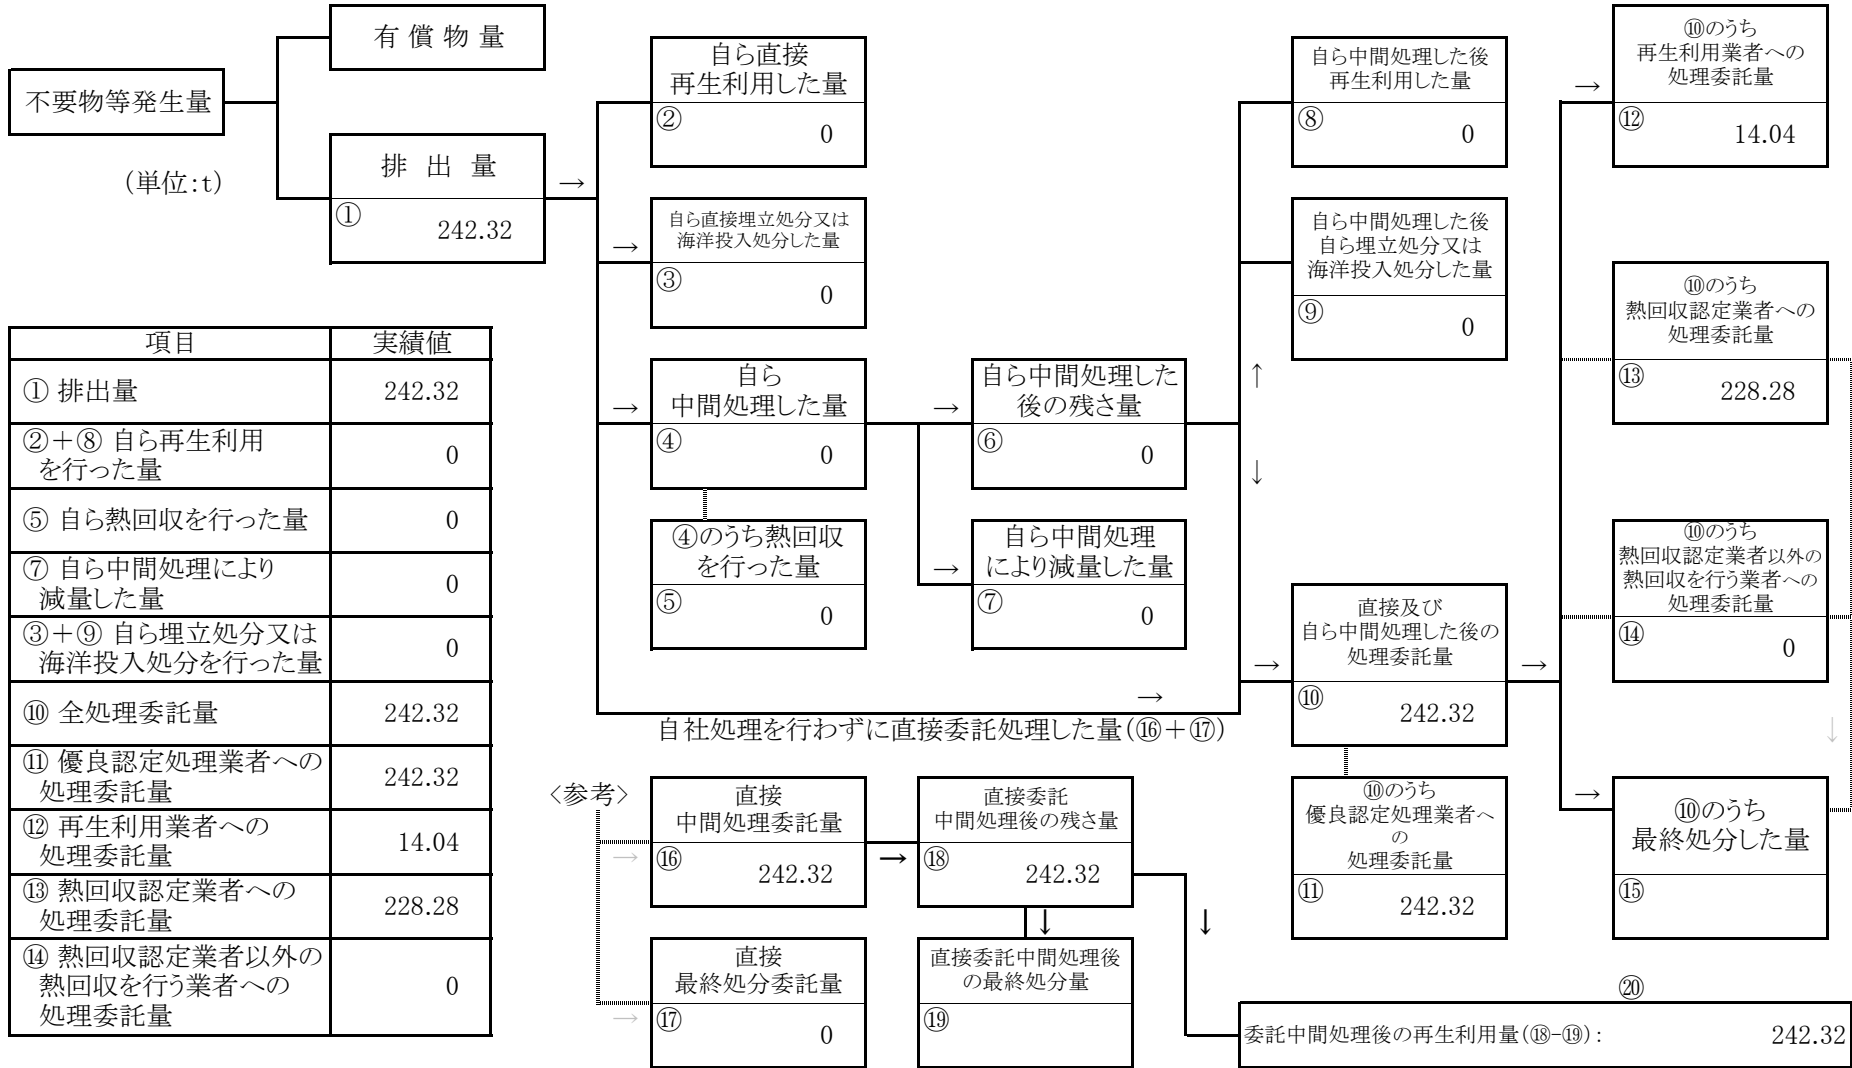 不要物等発生量
(単位:t)
有 償 物 量
排 出 量
→
①
242.32
自ら直接
再生利用した量
②
0
→
自ら直接埋立処分又は
海洋投入処分した量
③
0
→
自ら
中間処理した量
④
0
④のうち熱回収
を行った量
⑤
0
→
自ら中間処理した
後の残さ量
⑥
0
→
自ら中間処理
により減量した量
⑦
0
自ら中間処理した後
再生利用した量
⑧
0
自ら中間処理した後
自ら埋立処分又は
海洋投入処分した量
⑨
0
↑
↓
→
自社処理を行わずに直接委託処理した量(⑯+⑰)
→
直接及び
自ら中間処理した後の
処理委託量
⑩
242.32
⑩のうち
優良認定処理業者へ
の
処理委託量
⑪
242.32
→
→
⑩のうち
再生利用業者への
処理委託量
⑫
14.04
⑩のうち
熱回収認定業者への
処理委託量
⑬
228.28
⑩のうち
熱回収認定業者以外の
熱回収を行う業者への
処理委託量
⑭
0
↓
→
⑩のうち
最終処分した量
⑮
項目 実績値
① 排出量 242.32
②+⑧ 自ら再生利用
を行った量 0
⑤ 自ら熱回収を行った量 0
⑦ 自ら中間処理により
減量した量 0
③+⑨ 自ら埋立処分又は
海洋投入処分を行った量 0
⑩ 全処理委託量 242.32
⑪ 優良認定処理業者への
処理委託量 242.32
⑫ 再生利用業者への
処理委託量 14.04
⑬ 熱回収認定業者への
処理委託量 228.28
⑭ 熱回収認定業者以外の
熱回収を行う業者への
処理委託量 0
<参考>
→
直接
中間処理委託量
⑯
242.32
→
直接委託
中間処理後の残さ量
⑱
242.32
↓
↓
→
直接
最終処分委託量
⑰
0
直接委託中間処理後
の最終処分量
⑲
⑳
委託中間処理後の再生利用量(⑱-⑲): 242.32